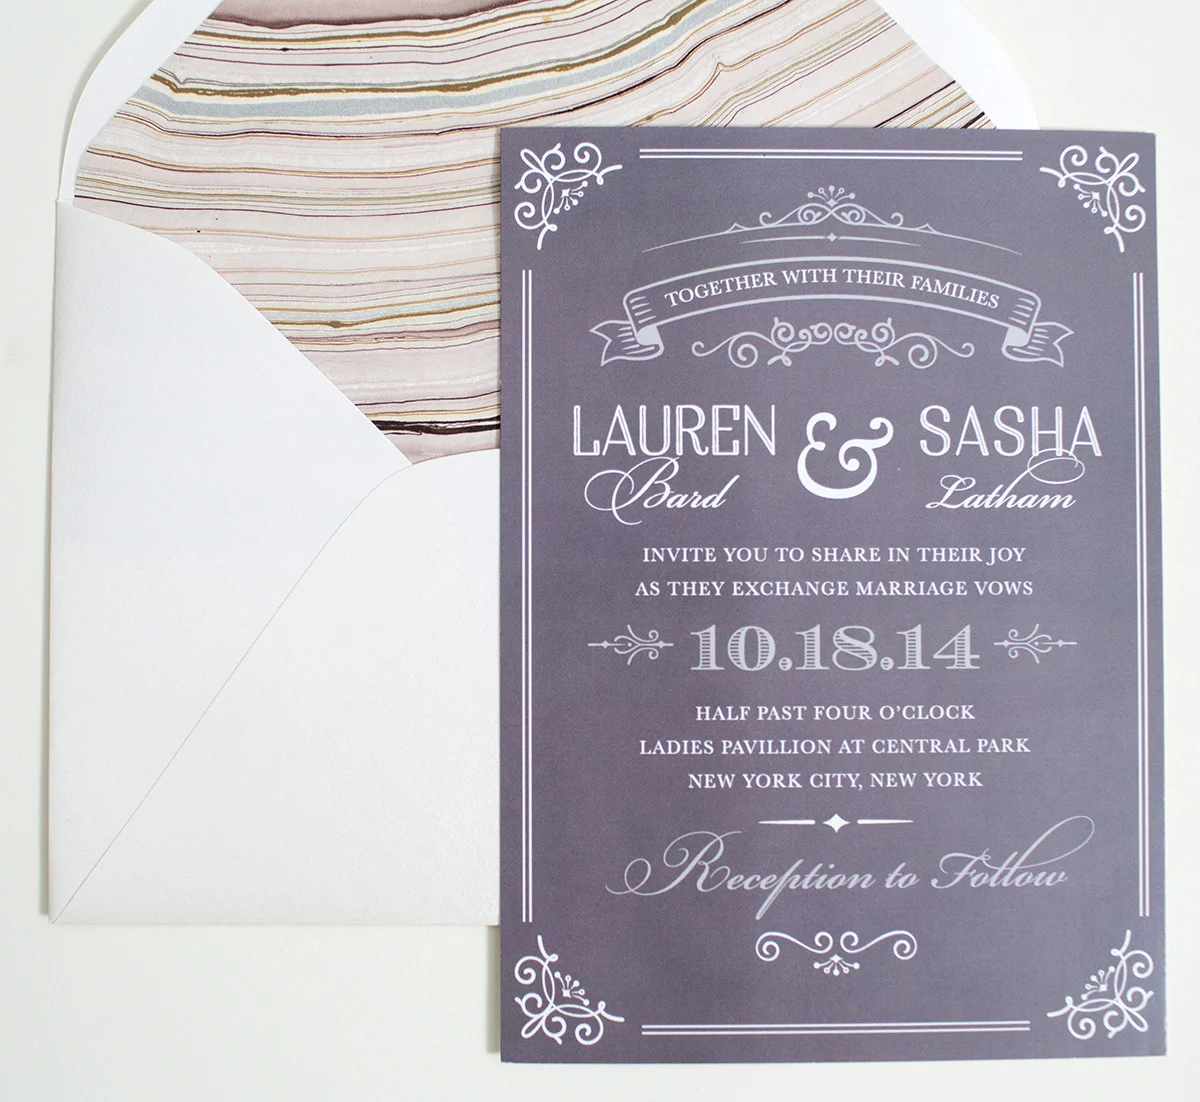 TOGETHER WITH THEIR FAMILIES
LAUREN & SASHA
Bard Latham
INVITE YOU TO SHARE IN THEIR JOY
AS THEY EXCHANGE MARRIAGE VOWS
10.18.14
HALF PAST FOUR O'CLOCK
LADIES PAVILLION AT CENTRAL PARK
NEW YORK CITY, NEW YORK
Reception to Follow